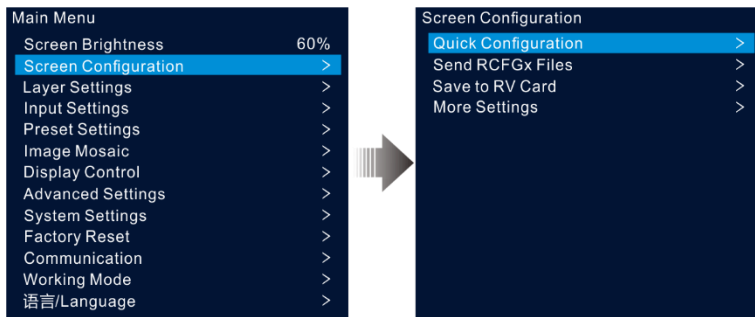 Main Menu
Screen Brightness 60%
Screen Configuration >
Layer Settings >
Input Settings >
Preset Settings >
Image Mosaic >
Display Control >
Advanced Settings >
System Settings >
Factory Reset >
Communication >
Working Mode >
语言/Language >
Screen Configuration
Quick Configuration >
Send RCFGx Files >
Save to RV Card >
More Settings >